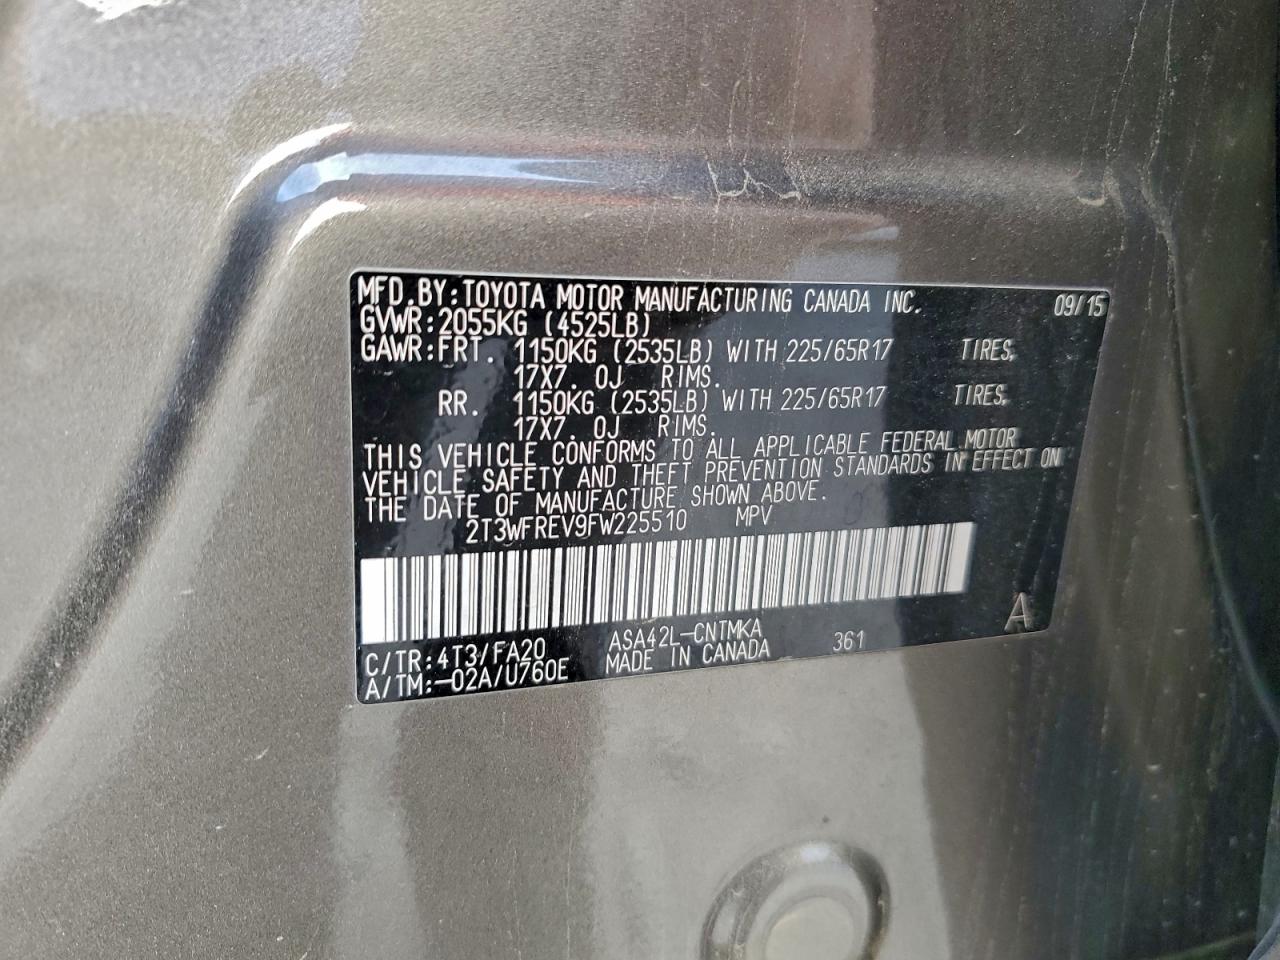 MFD.BY:TOYOTA MOTOR MANUFACTURING CANADA INC. 09/15
GVWR:2055KG (4525LB)
GAWR:FRT. 1150KG (2535LB) WITH 225/65R17 TIRES,
17X7.0J RIMS.
RR. 1150KG (2535LB) WITH 225/65R17 TIRES,
17X7.0J RIMS.
THIS VEHICLE CONFORMS TO ALL APPLICABLE FEDERAL MOTOR
VEHICLE SAFETY AND THEFT PREVENTION STANDARDS IN EFFECT ON
THE DATE OF MANUFACTURE SHOWN ABOVE.
2T3WFREV9FW225510 MPV
A
C/TR:4T3/FA20 ASA42L-CNTMKA 361
A/TM:-02A/U760E MADE IN CANADA